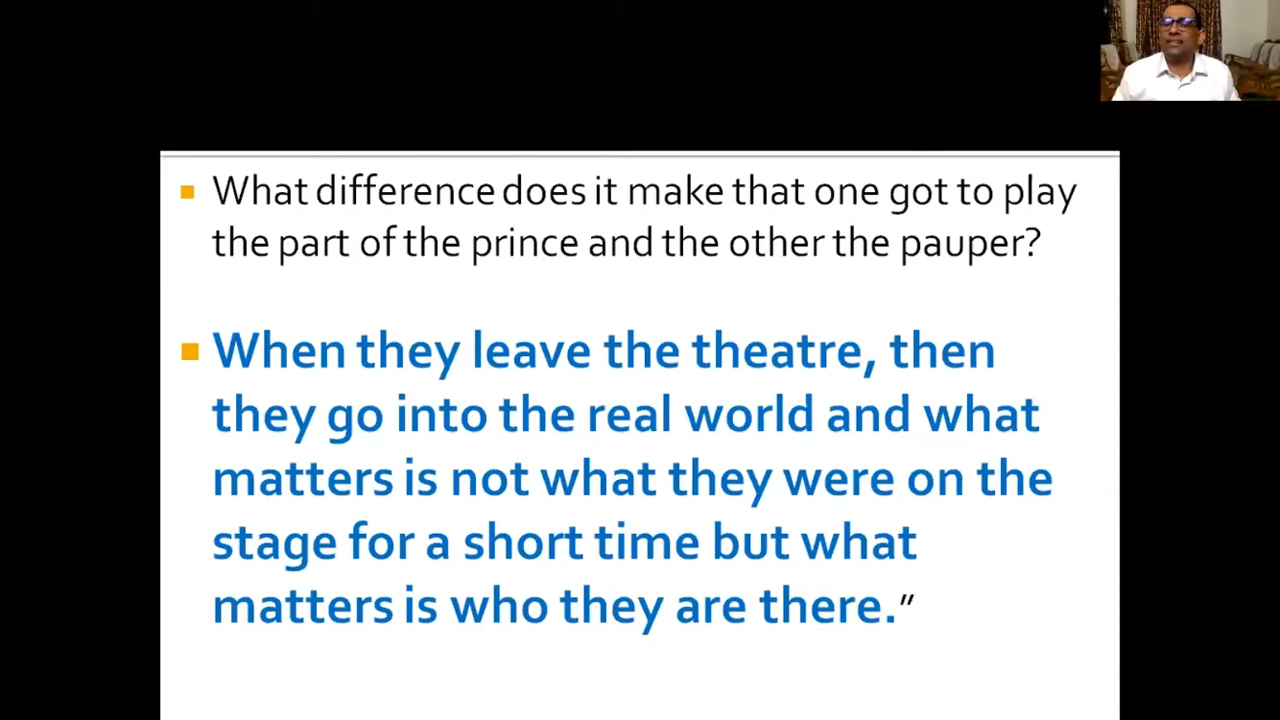 What difference does it make that one got to play
the part of the prince and the other the pauper?
When they leave the theatre, then
they go into the real world and what
matters is not what they were on the
stage for a short time but what
matters is who they are there.”